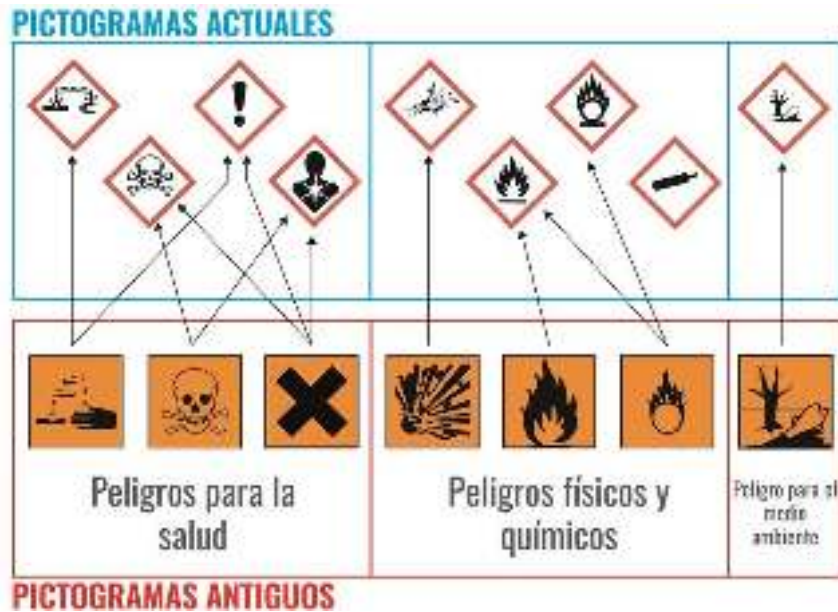 PICTOGRAMAS ACTUALES
Peligros para la
salud
Peligros físicos y
químicos
Peligro para el
medio
ambiente
PICTOGRAMAS ANTIGUOS